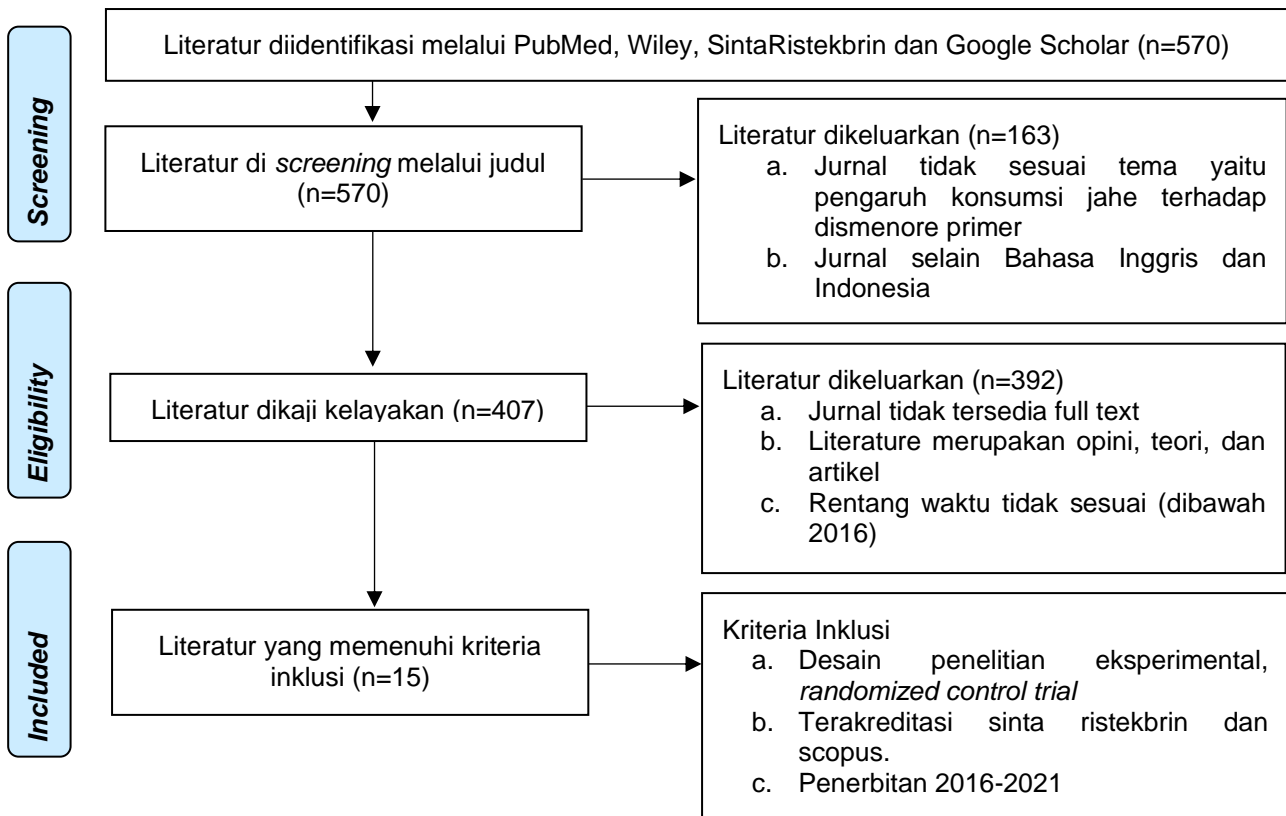 Literatur diidentifikasi melalui PubMed, Wiley, SintaRistekbrin dan Google Scholar (n=570)
Screening
Literatur di screening melalui judul
(n=570)
Literatur dikeluarkan (n=163)
a. Jurnal tidak sesuai tema yaitu
pengaruh konsumsi jahe terhadap
dismenore primer
b. Jurnal selain Bahasa Inggris dan
Indonesia
Eligibility
Literatur dikaji kelayakan (n=407)
Literatur dikeluarkan (n=392)
a. Jurnal tidak tersedia full text
b. Literature merupakan opini, teori, dan
artikel
c. Rentang waktu tidak sesuai (dibawah
2016)
Included
Literatur yang memenuhi kriteria
inklusi (n=15)
Kriteria Inklusi
a. Desain penelitian eksperimental,
randomized control trial
b. Terakreditasi sinta ristekbrin dan
scopus.
c. Penerbitan 2016-2021